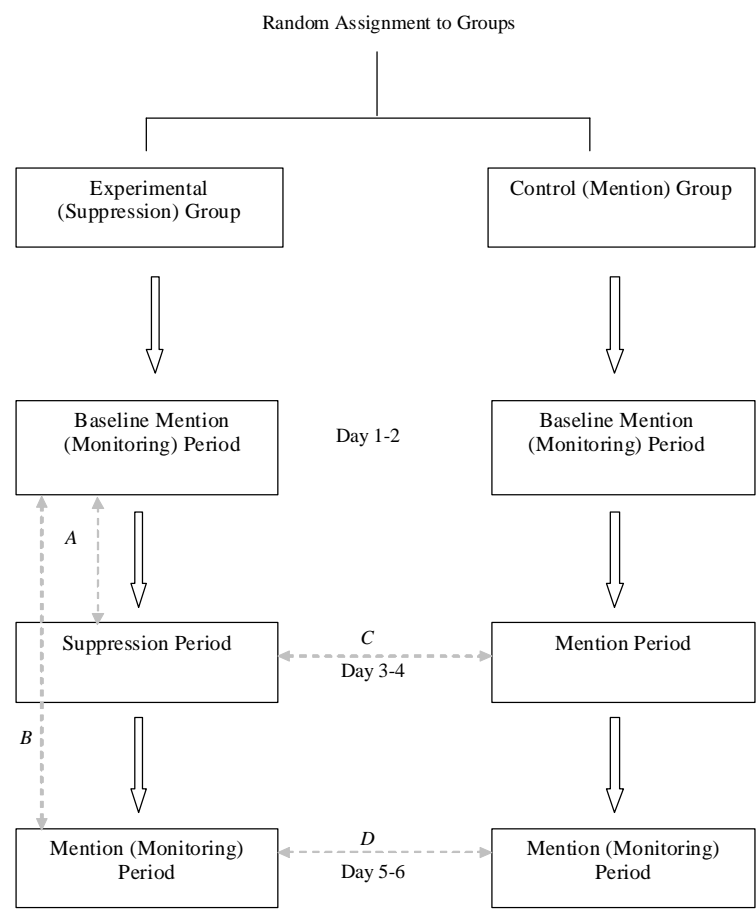 Random Assignment to Groups
Experimental
(Suppression) Group
Control (Mention) Group
Baseline Mention
(Monitoring) Period
Day 1-2
Baseline Mention
(Monitoring) Period
A
Suppression Period
C
Day 3-4
Mention Period
B
Mention (Monitoring)
Period
D
Day 5-6
Mention (Monitoring)
Period